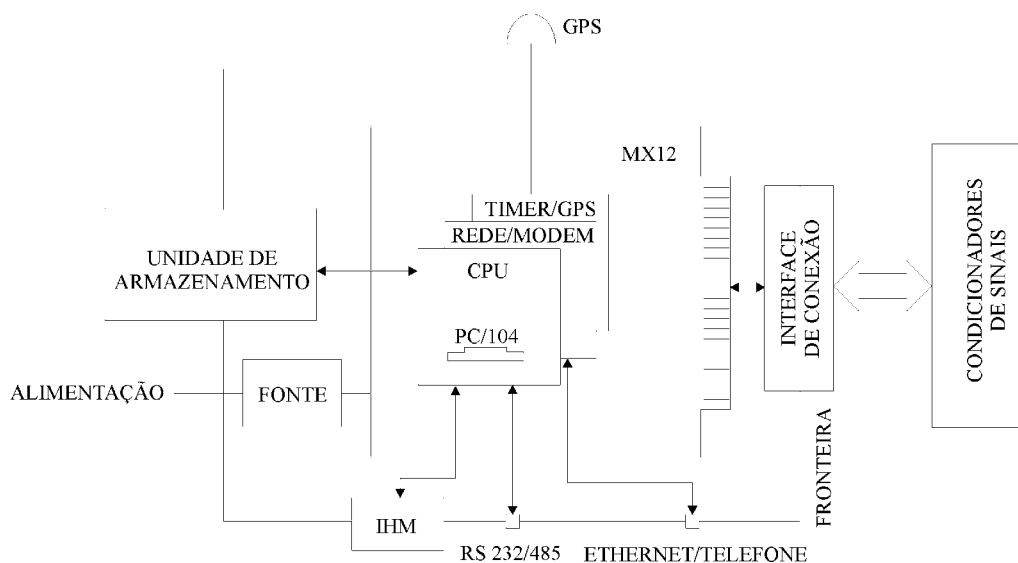 GPS
MX12
TIMER/GPS
REDE/MODEM
CPU
UNIDADE DE
ARMAZENAMENTO
PC/104
INTERFACE
DE CONEXÃO
CONDICIONADORES
DE SINAIS
ALIMENTAÇÃO
FONTE
FRONTEIRA
IHM
RS 232/485
ETHERNET/TELEFONE